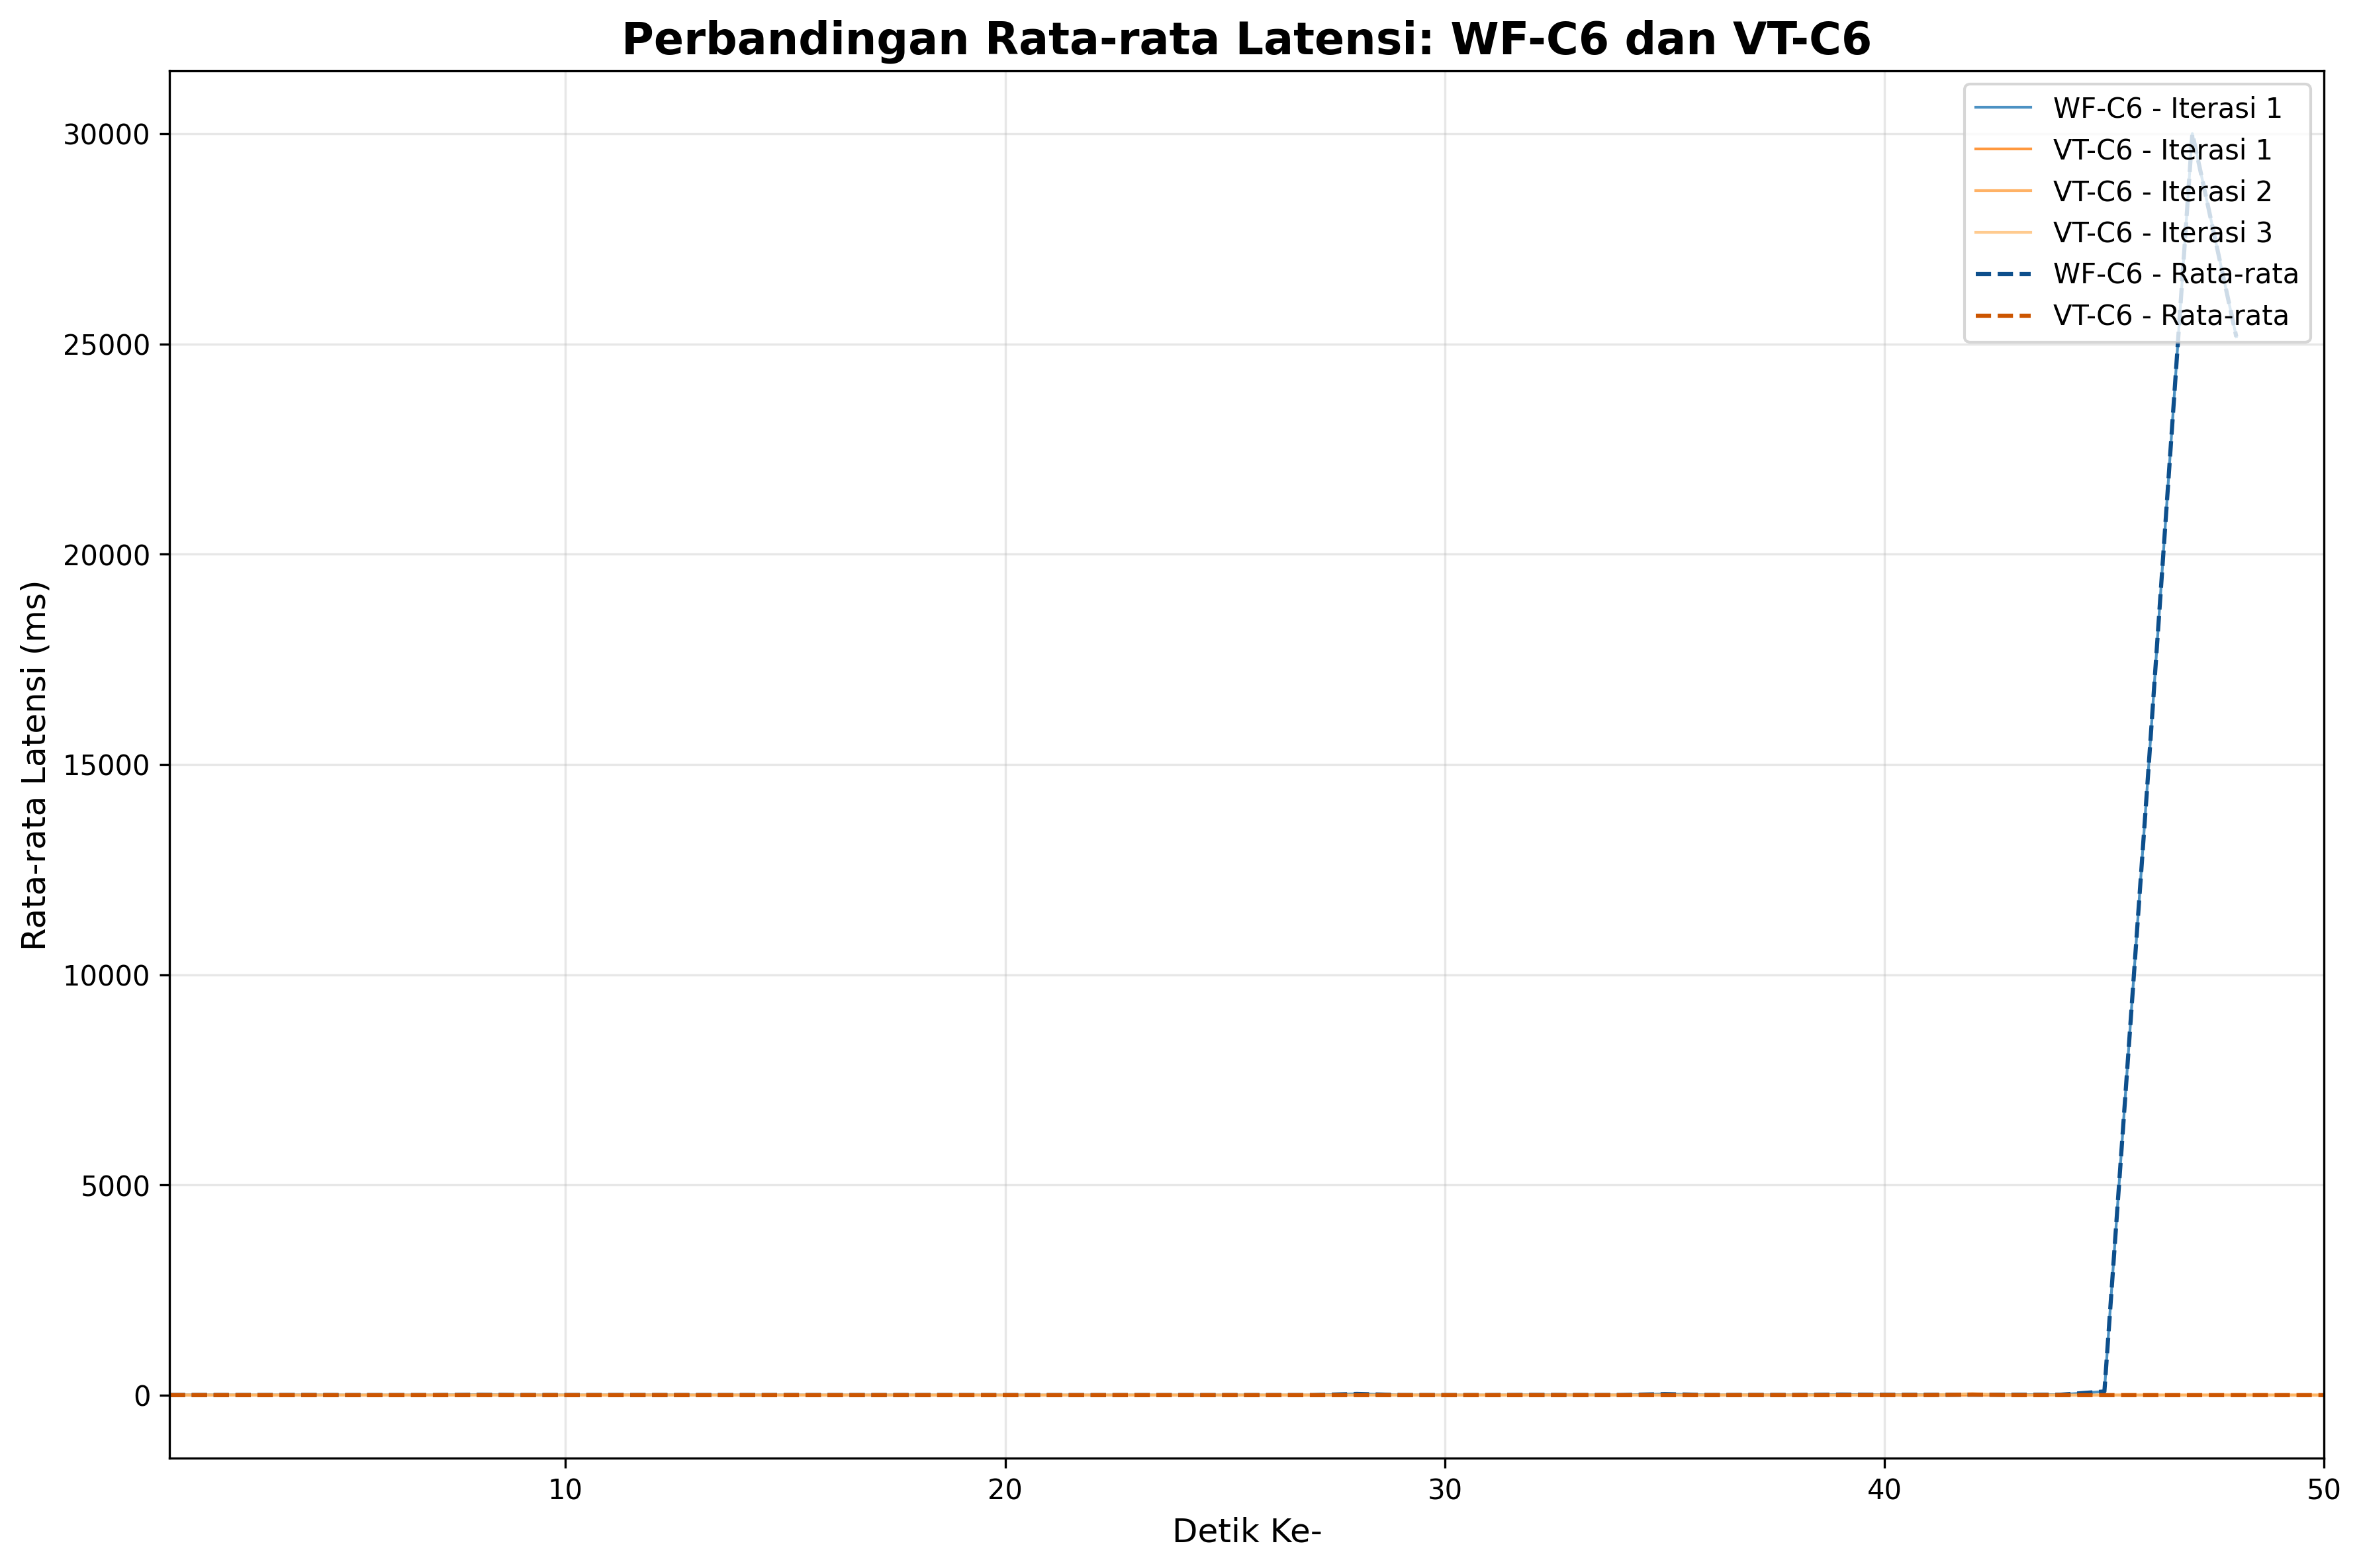 Perbandingan Rata-rata Latensi: WF-C6 dan VT-C6
WF-C6 - Iterasi 1
VT-C6 - Iterasi 1
VT-C6 - Iterasi 2
VT-C6 - Iterasi 3
WF-C6 - Rata-rata
VT-C6 - Rata-rata
Rata-rata Latensi (ms)
30000
25000
20000
15000
10000
5000
0
10
20
30
40
50
Detik Ke-